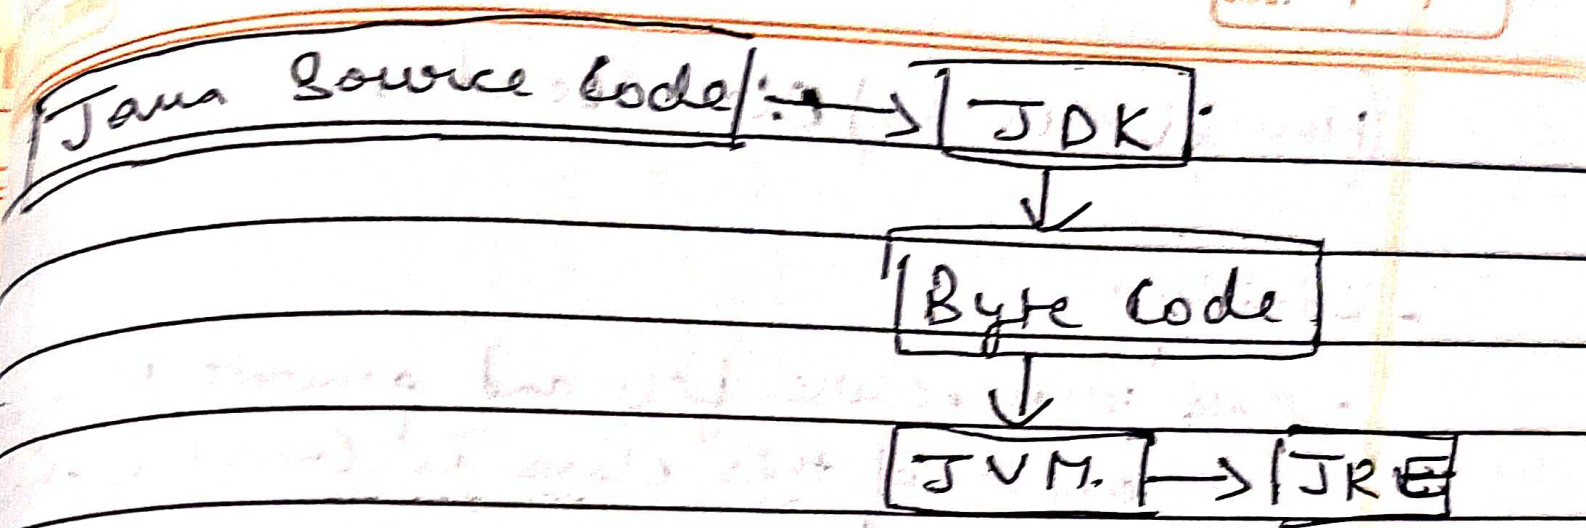 Java Source Code → JDK
Byte Code
JVM. → JRE